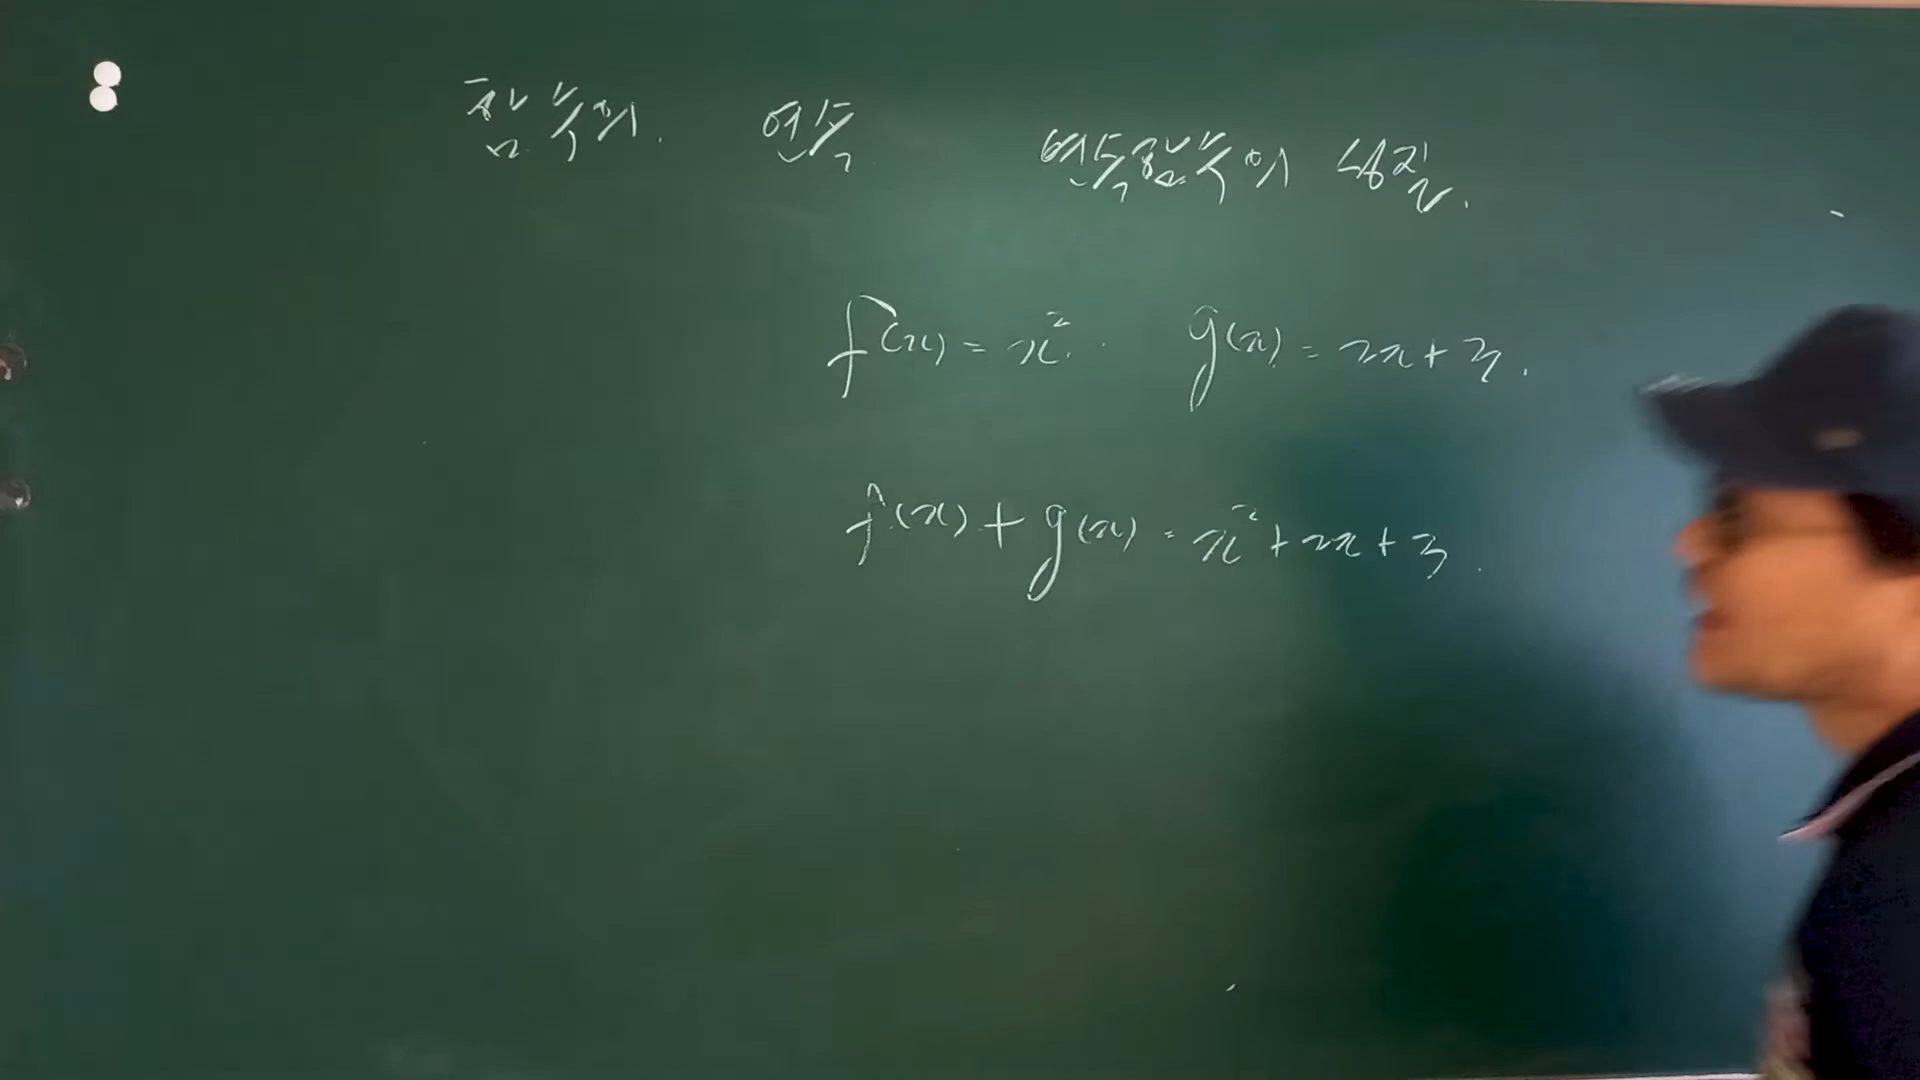 함수의 연속 연속함수의 성질.
f(x) = x² g(x) = 2x+3.
f(x) + g(x) = x²+2x+3.